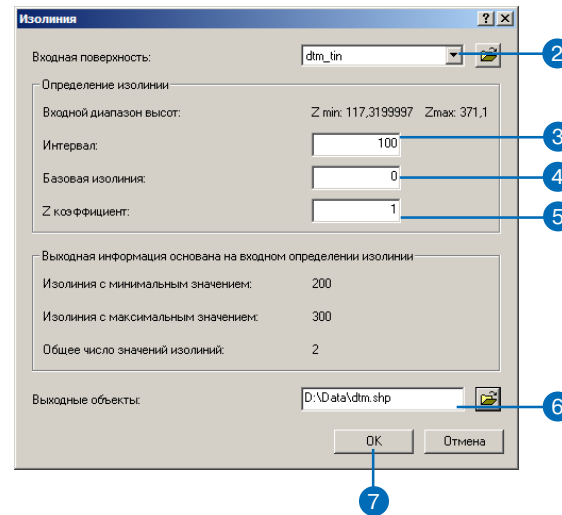 Изолиния
Входная поверхность: dtm_tin 2
Определение изолинии
Входной диапазон высот: Z min: 117,3199997 Zmax: 371,1
Интервал: 100 3
Базовая изолиния: 0 4
Z коэффициент: 1 5
Выходная информация основана на входном определении изолинии
Изолиния с минимальным значением: 200
Изолиния с максимальным значением: 300
Общее число значений изолиний: 2
Выходные объекты: D:\Data\dtm.shp 6
OK Отмена
7